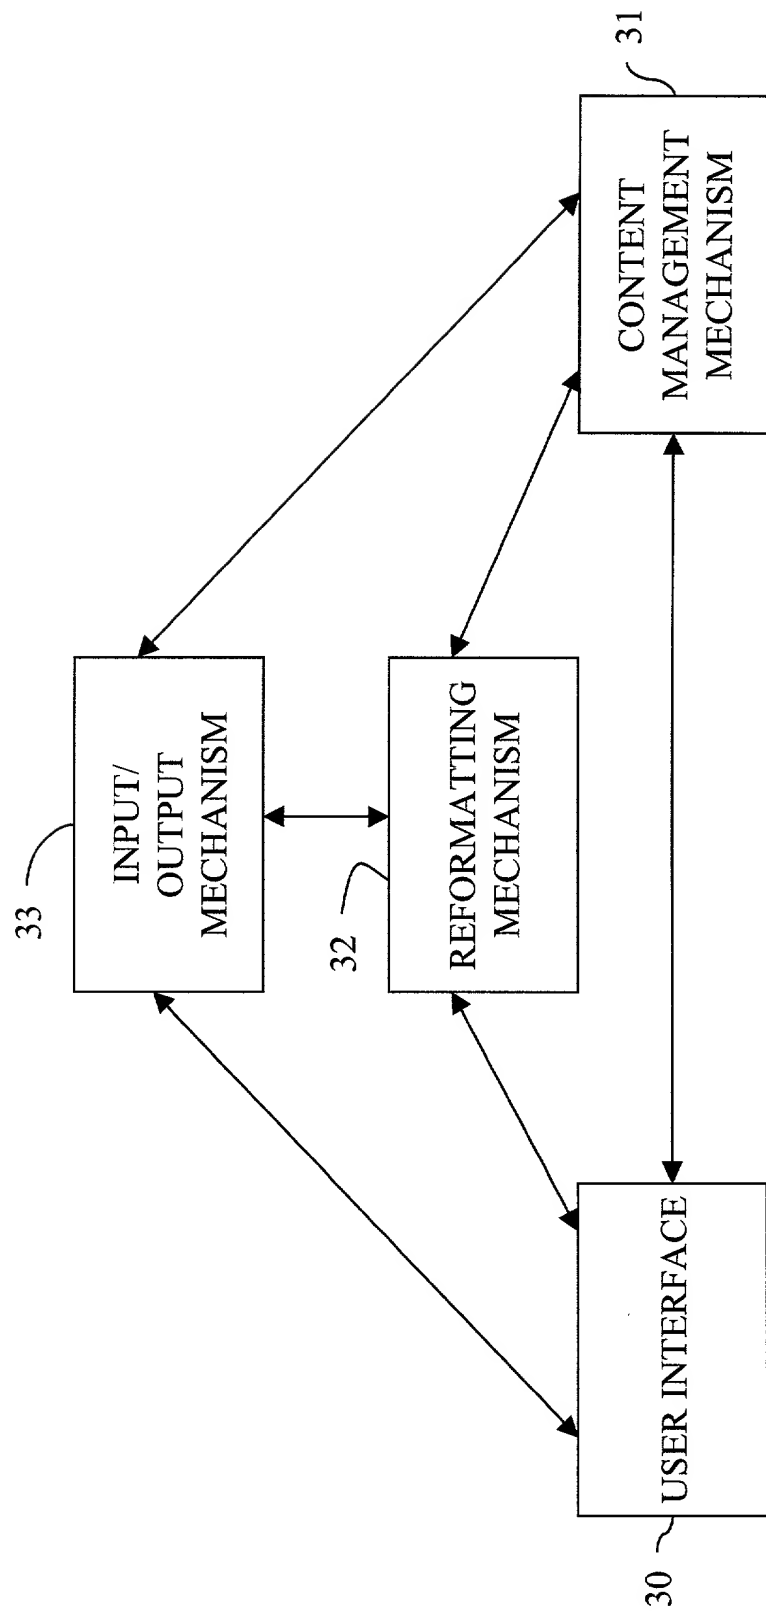 33
INPUT/
OUTPUT
MECHANISM
32
REFORMATTING
MECHANISM
30
USER INTERFACE
31
CONTENT
MANAGEMENT
MECHANISM